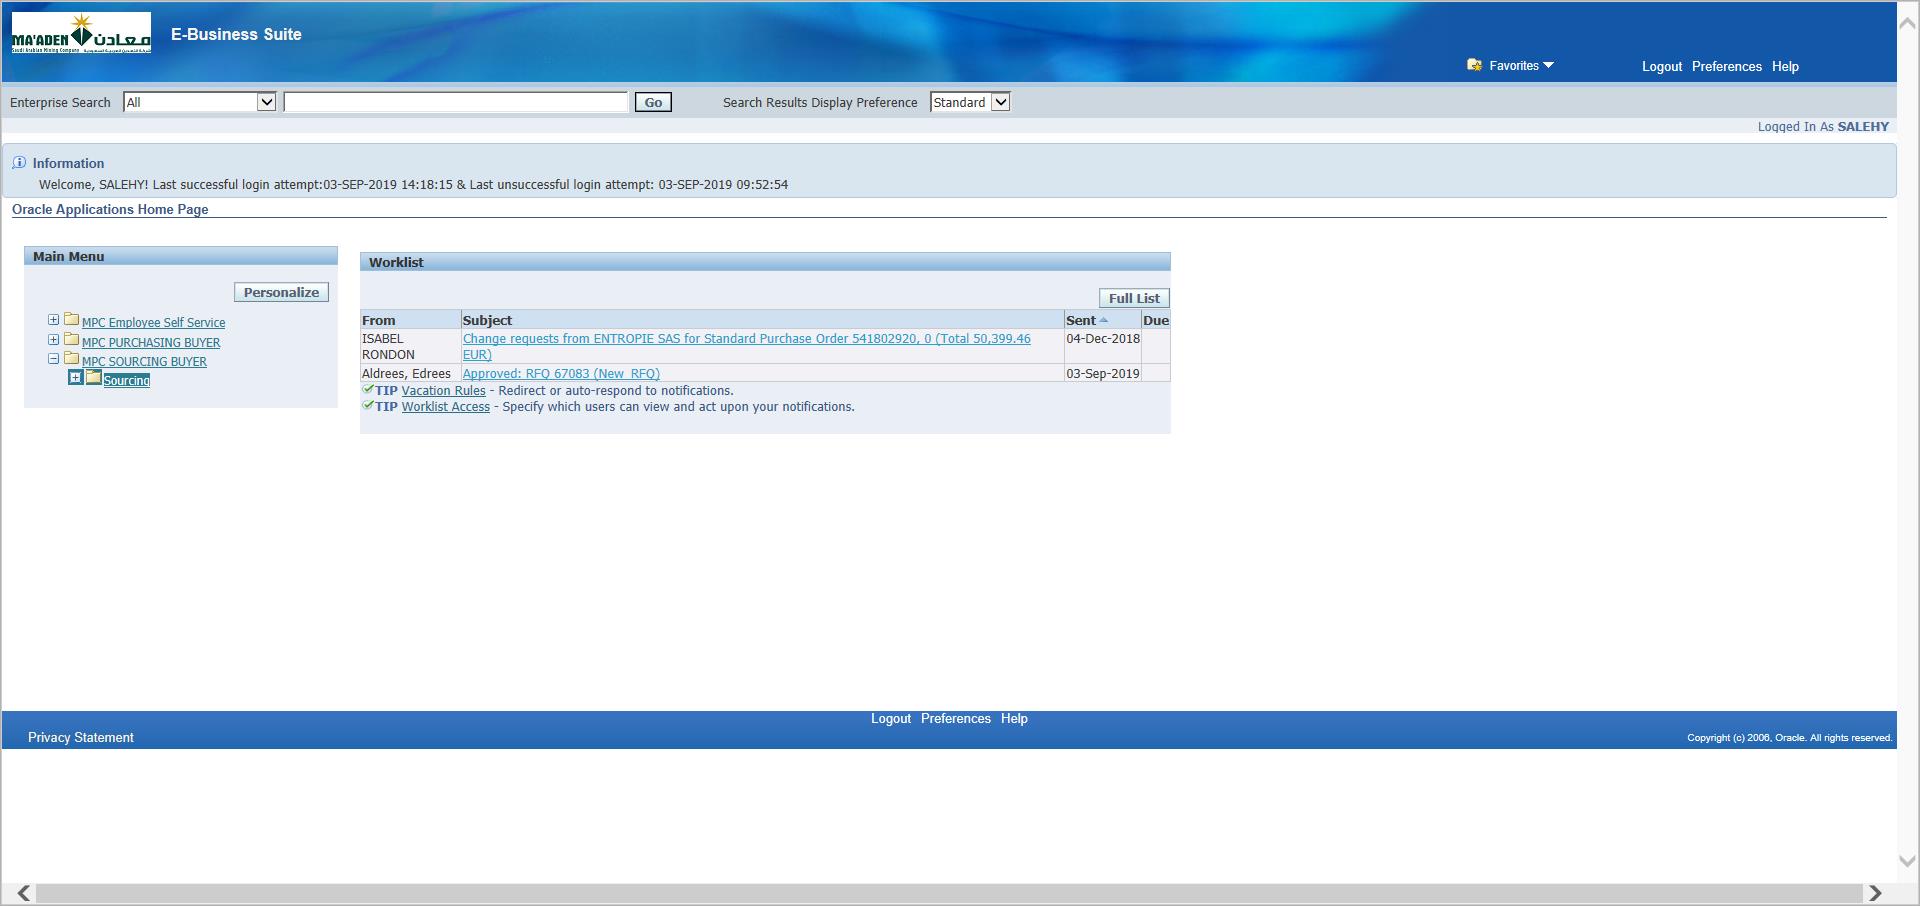 MA'ADEN معادن
Saudi Arabian Mining Company
E-Business Suite
Favorites
Logout Preferences Help
Enterprise Search All Go Search Results Display Preference Standard
Logged In As SALEHY
Information
Welcome, SALEHY! Last successful login attempt:03-SEP-2019 14:18:15 & Last unsuccessful login attempt: 03-SEP-2019 09:52:54
Oracle Applications Home Page
Main Menu
Personalize
MPC Employee Self Service
MPC PURCHASING BUYER
MPC SOURCING BUYER
Sourcing
Worklist
Full List
From Subject Sent Due
ISABEL RONDON Change requests from ENTROPIE SAS for Standard Purchase Order 541802920, 0 (Total 50,399.46 04-Dec-2018
EUR)
Aldrees, Edrees Approved: RFQ 67083 (New_RFQ) 03-Sep-2019
TIP Vacation Rules - Redirect or auto-respond to notifications.
TIP Worklist Access - Specify which users can view and act upon your notifications.
Logout Preferences Help
Privacy Statement
Copyright (c) 2006, Oracle. All rights reserved.